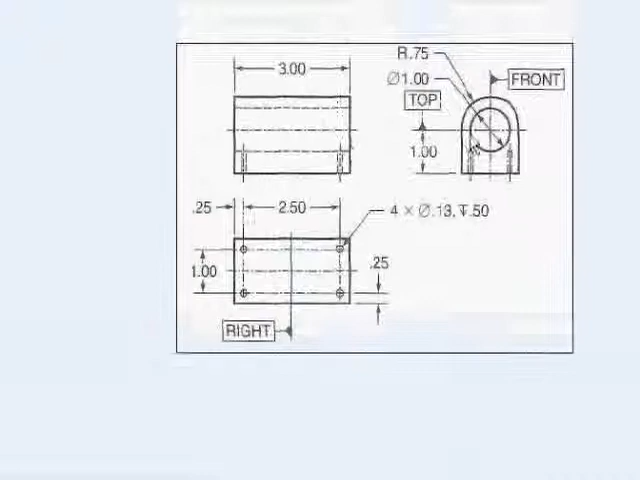 3.00
R.75
Ø1.00
FRONT
TOP
1.00
.25
2.50
4 × Ø.13, ↧.50
1.00
.25
RIGHT